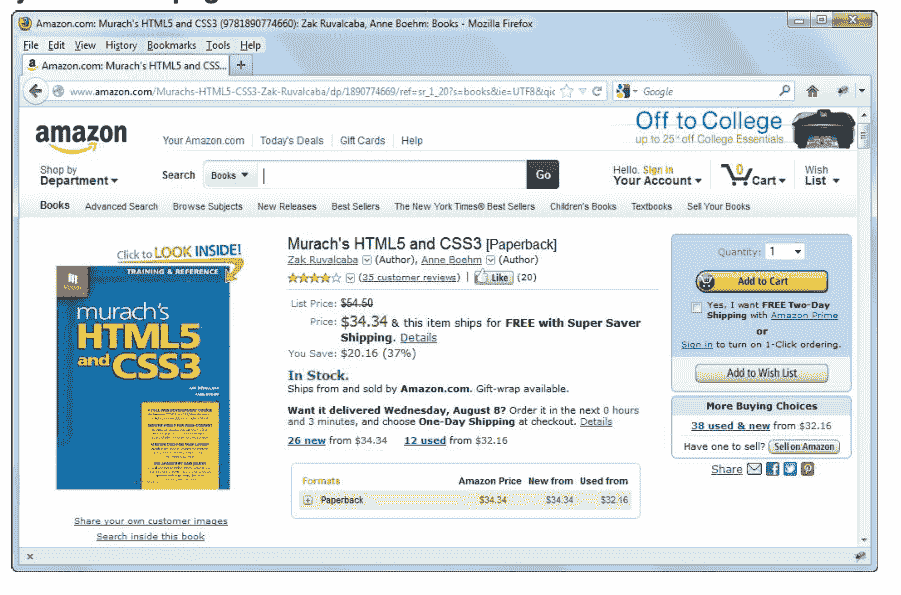 Amazon.com: Murach's HTML5 and CSS3 (9781890774660): Zak Ruvalcaba, Anne Boehm: Books - Mozilla Firefox
File Edit View History Bookmarks Tools Help
Amazon.com: Murach's HTML5 and CSS... +
www.amazon.com/Murachs-HTML5-CSS3-Zak-Ruvalcaba/dp/1890774669/ref=sr_1_20?s=books&ie=UTF8&qic Google
Off to College
up to 25% off College Essentials
amazon
Your Amazon.com Today's Deals Gift Cards Help
Shop by
Department
Search Books Go
Hello. Sign in
Your Account
0
Cart
Wish
List
Books Advanced Search Browse Subjects New Releases Best Sellers The New York Times® Best Sellers Children's Books Textbooks Sell Your Books
Click to LOOK INSIDE!
TRAINING & REFERENCE
murach's
HTML5
and CSS3
Share your own customer images
Search inside this book
Murach's HTML5 and CSS3 [Paperback]
Zak Ruvalcaba (Author), Anne Boehm (Author)
(35 customer reviews) | Like (20)
List Price: $54.50
Price: $34.34 & this item ships for FREE with Super Saver
Shipping. Details
You Save: $20.16 (37%)
In Stock.
Ships from and sold by Amazon.com. Gift-wrap available.
Want it delivered Wednesday, August 8? Order it in the next 0 hours
and 3 minutes, and choose One-Day Shipping at checkout. Details
26 new from $34.34 12 used from $32.16
Formats Amazon Price New from Used from
Paperback $34.34 $34.34 $32.16
Quantity: 1
Add to Cart
Yes, I want FREE Two-Day
Shipping with Amazon Prime
or
Sign in to turn on 1-Click ordering.
Add to Wish List
More Buying Choices
38 used & new from $32.16
Have one to sell? Sell on Amazon
Share